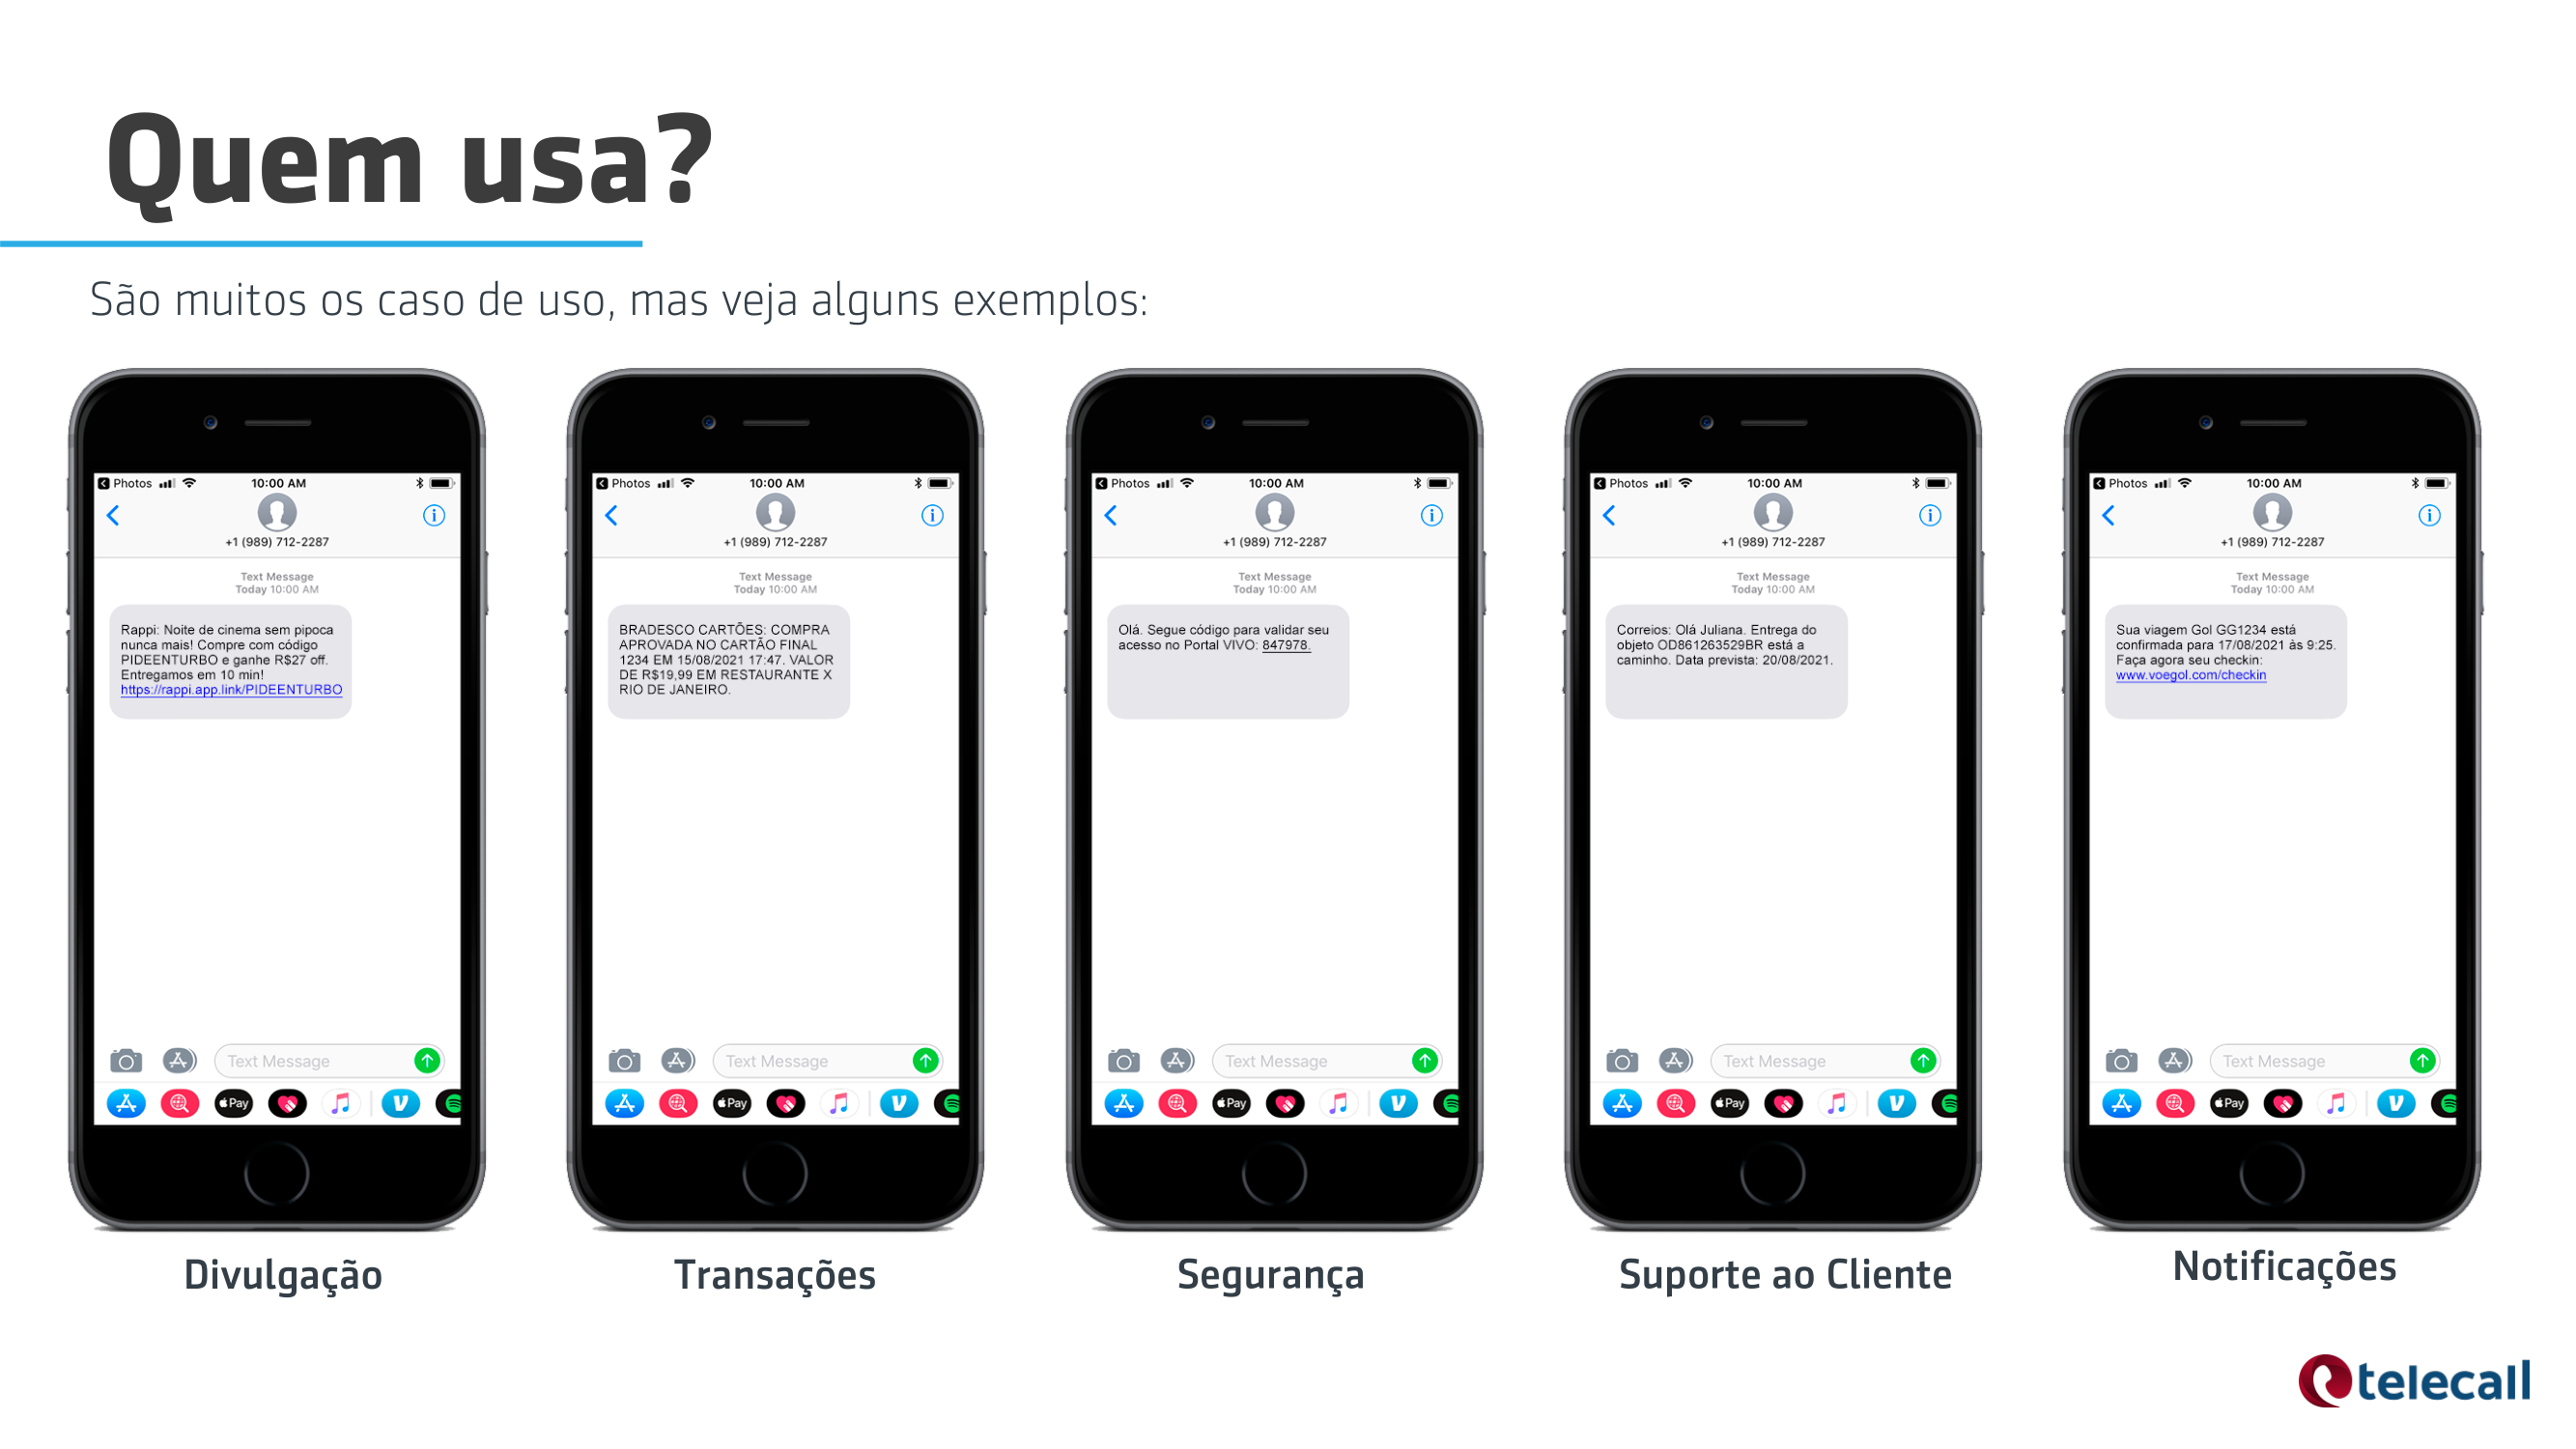 Quem usa?
São muitos os caso de uso, mas veja alguns exemplos:
Photos 10:00 AM
+1 (989) 712-2287
Text Message
Today 10:00 AM
Rappi: Noite de cinema sem pipoca
nunca mais! Compre com código
PIDEENTURBO e ganhe R$27 off.
Entregamos em 10 min!
https://rappi.app.link/PIDEENTURBO
Text Message
Pay
Divulgação
Photos 10:00 AM
+1 (989) 712-2287
Text Message
Today 10:00 AM
BRADESCO CARTÕES: COMPRA
APROVADA NO CARTÃO FINAL
1234 EM 15/08/2021 17:47. VALOR
DE R$19,99 EM RESTAURANTE X
RIO DE JANEIRO.
Text Message
Pay
Transações
Photos 10:00 AM
+1 (989) 712-2287
Text Message
Today 10:00 AM
Olá. Segue código para validar seu
acesso no Portal VIVO: 847978.
Text Message
Pay
Segurança
Photos 10:00 AM
+1 (989) 712-2287
Text Message
Today 10:00 AM
Correios: Olá Juliana. Entrega do
objeto OD861263529BR está a
caminho. Data prevista: 20/08/2021.
Text Message
Pay
Suporte ao Cliente
Photos 10:00 AM
+1 (989) 712-2287
Text Message
Today 10:00 AM
Sua viagem Gol GG1234 está
confirmada para 17/08/2021 às 9:25.
Faça agora seu checkin:
www.voegol.com/checkin
Text Message
Pay
Notificações
telecall